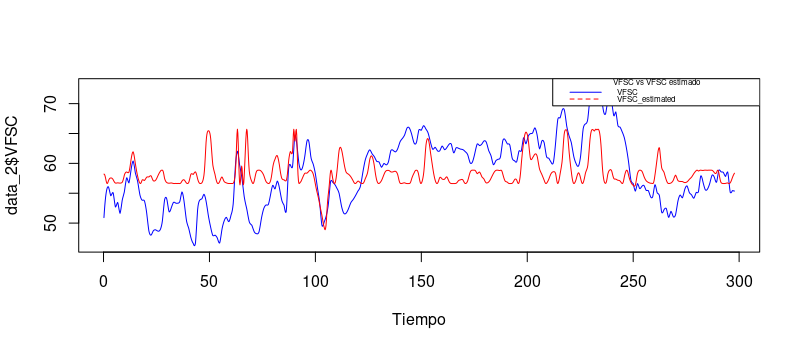 VFSC vs VFSC estimado
VFSC
VFSC_estimated
data_2$VFSC
70
60
50
0 50 100 150 200 250 300
Tiempo